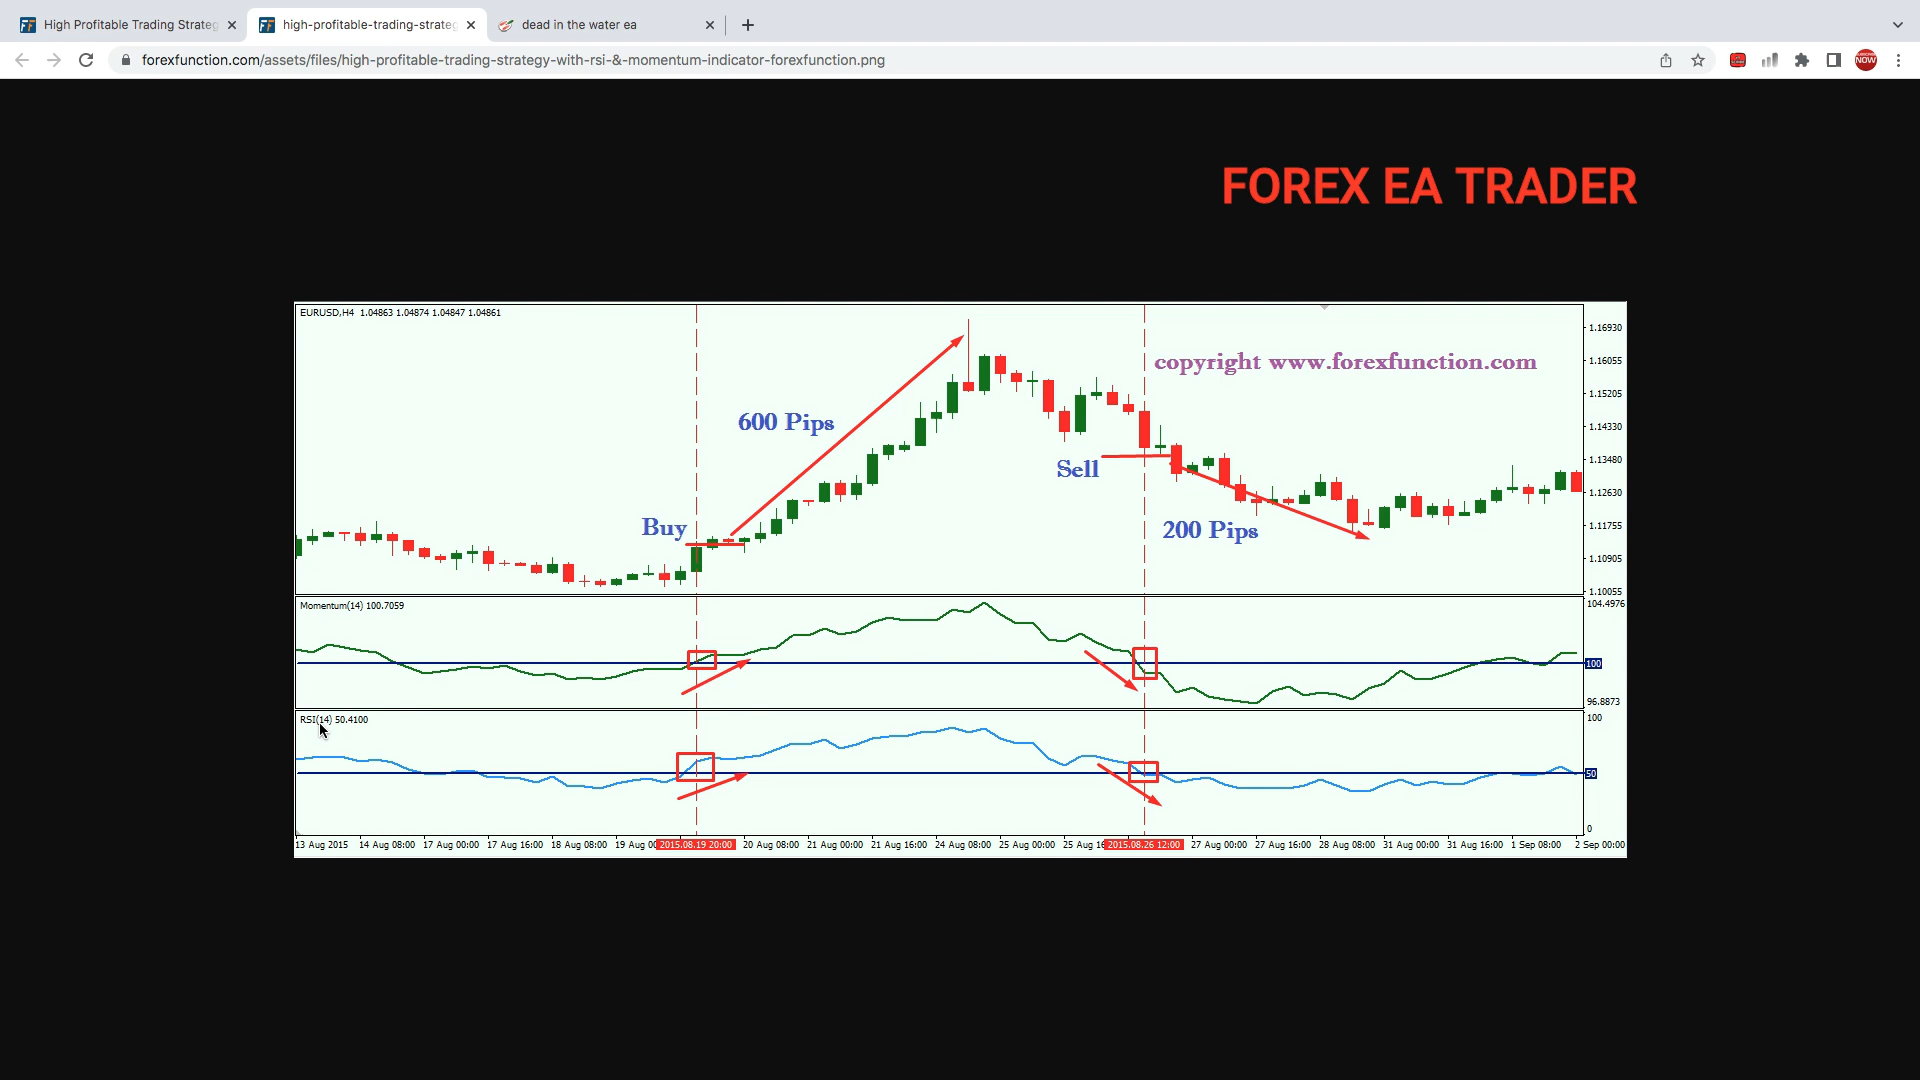 High Profitable Trading Strateg
high-profitable-trading-strateg
dead in the water ea
forexfunction.com/assets/files/high-profitable-trading-strategy-with-rsi-&-momentum-indicator-forexfunction.png
NOW
FOREX EA TRADER
EURUSD,H4 1.04863 1.04874 1.04847 1.04861
1.16930
copyright www.forexfunction.com
1.16055
1.15205
600 Pips
1.14330
Sell
1.13480
1.12630
Buy
200 Pips
1.11755
1.10905
1.10055
Momentum(14) 100.7059
104.4976
100
96.8873
RSI(14) 50.4100
100
50
0
13 Aug 2015 14 Aug 08:00 17 Aug 00:00 17 Aug 16:00 18 Aug 08:00 19 Aug 0 2015.08.19 20:00 20 Aug 08:00 21 Aug 00:00 21 Aug 16:00 24 Aug 08:00 25 Aug 00:00 25 Aug 16 2015.08.26 12:00 27 Aug 00:00 27 Aug 16:00 28 Aug 08:00 31 Aug 00:00 31 Aug 16:00 1 Sep 08:00 2 Sep 00:00